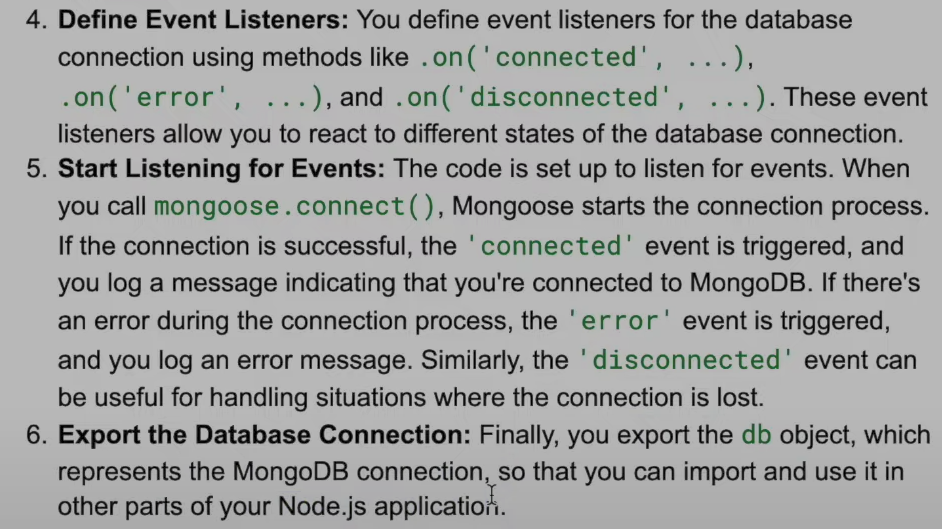 4. Define Event Listeners: You define event listeners for the database
connection using methods like .on('connected', ...),
.on('error', ...), and .on('disconnected', ...). These event
listeners allow you to react to different states of the database connection.
5. Start Listening for Events: The code is set up to listen for events. When
you call mongoose.connect(), Mongoose starts the connection process.
If the connection is successful, the 'connected' event is triggered, and
you log a message indicating that you're connected to MongoDB. If there's
an error during the connection process, the 'error' event is triggered,
and you log an error message. Similarly, the 'disconnected' event can
be useful for handling situations where the connection is lost.
6. Export the Database Connection: Finally, you export the db object, which
represents the MongoDB connection, so that you can import and use it in
other parts of your Node.js application.